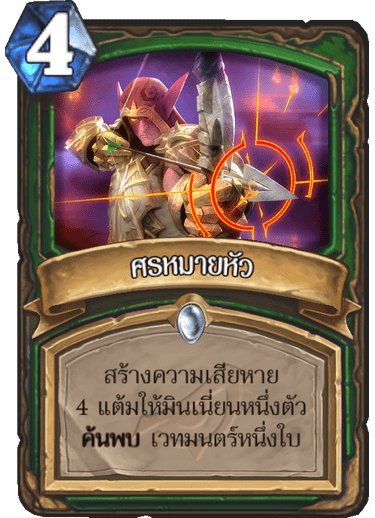 4
ศรหมายหัว
สร้างความเสียหาย
4 แต้มให้มินเนี่ยนหนึ่งตัว
ค้นพบ เวทมนตร์หนึ่งใบ